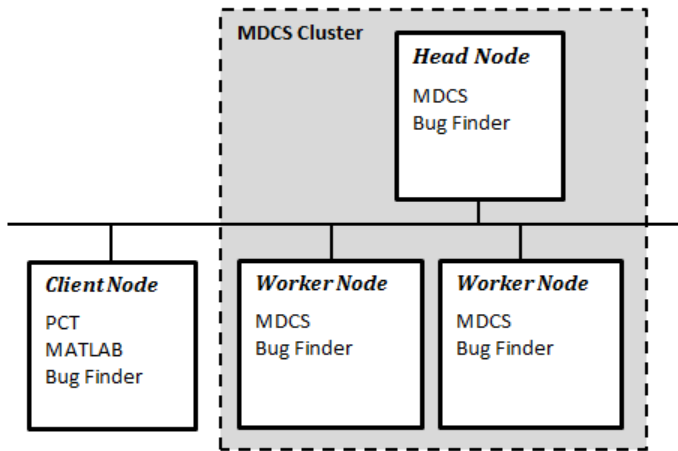 MDCS Cluster
Head Node
MDCS
Bug Finder
Client Node
PCT
MATLAB
Bug Finder
Worker Node
MDCS
Bug Finder
Worker Node
MDCS
Bug Finder